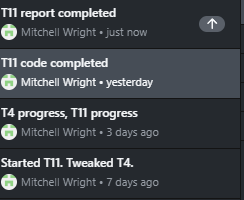 T11 report completed
Mitchell Wright • just now
T11 code completed
Mitchell Wright • yesterday
T4 progress, T11 progress
Mitchell Wright • 3 days ago
Started T11. Tweaked T4.
Mitchell Wright • 7 days ago